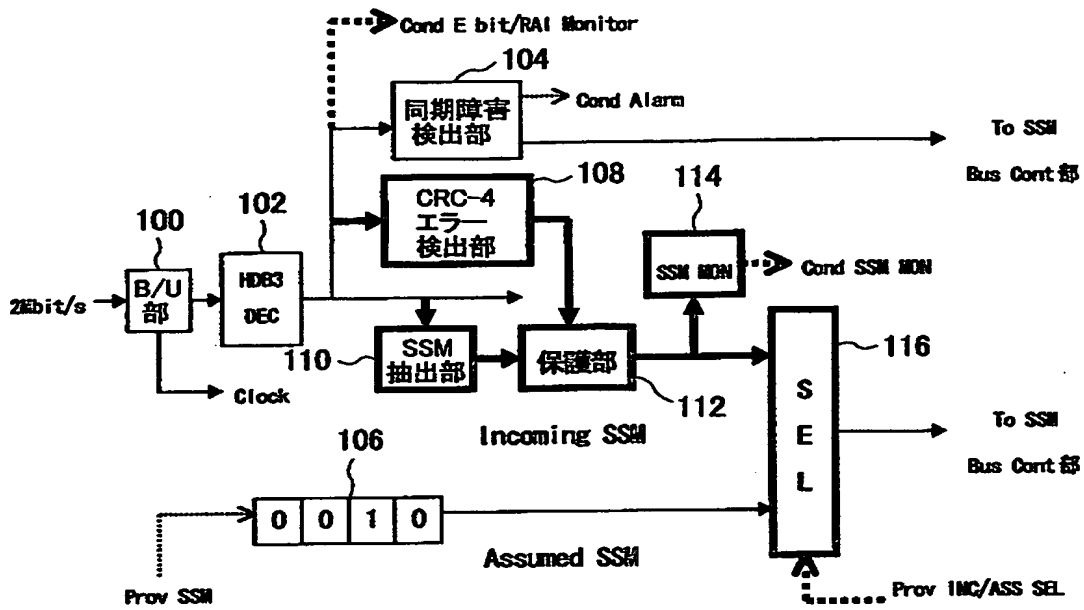 Cond E bit/RAI Monitor
104
同期障害
検出部
Cond Alarm
To SSM
Bus Cont部
108
CRC-4
エラー
検出部
114
SSM MON
Cond SSM MON
100
102
2Mbit/s
B/U
部
HDB3
DEC
Clock
110
SSM
抽出部
保護部
112
116
S
E
L
Incoming SSM
To SSM
Bus Cont部
106
0 0 1 0
Assumed SSM
Prov SSM
Prov INC/ASS SEL